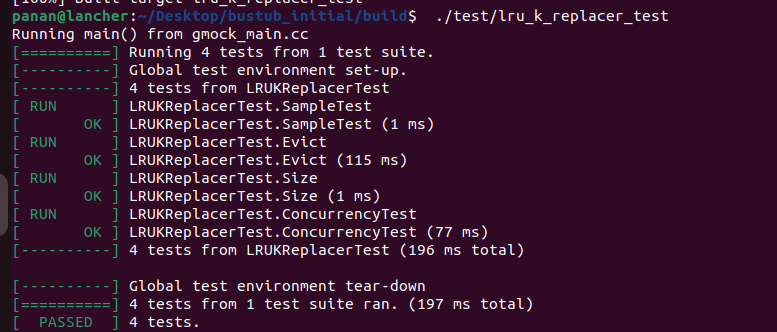 [100%] Built target lru_k_replacer_test
panan@lancher:~/Desktop/bustub_initial/build$ ./test/lru_k_replacer_test
Running main() from gmock_main.cc
[==========] Running 4 tests from 1 test suite.
[----------] Global test environment set-up.
[----------] 4 tests from LRUKReplacerTest
[ RUN      ] LRUKReplacerTest.SampleTest
[       OK ] LRUKReplacerTest.SampleTest (1 ms)
[ RUN      ] LRUKReplacerTest.Evict
[       OK ] LRUKReplacerTest.Evict (115 ms)
[ RUN      ] LRUKReplacerTest.Size
[       OK ] LRUKReplacerTest.Size (1 ms)
[ RUN      ] LRUKReplacerTest.ConcurrencyTest
[       OK ] LRUKReplacerTest.ConcurrencyTest (77 ms)
[----------] 4 tests from LRUKReplacerTest (196 ms total)
[----------] Global test environment tear-down
[==========] 4 tests from 1 test suite ran. (197 ms total)
[  PASSED  ] 4 tests.